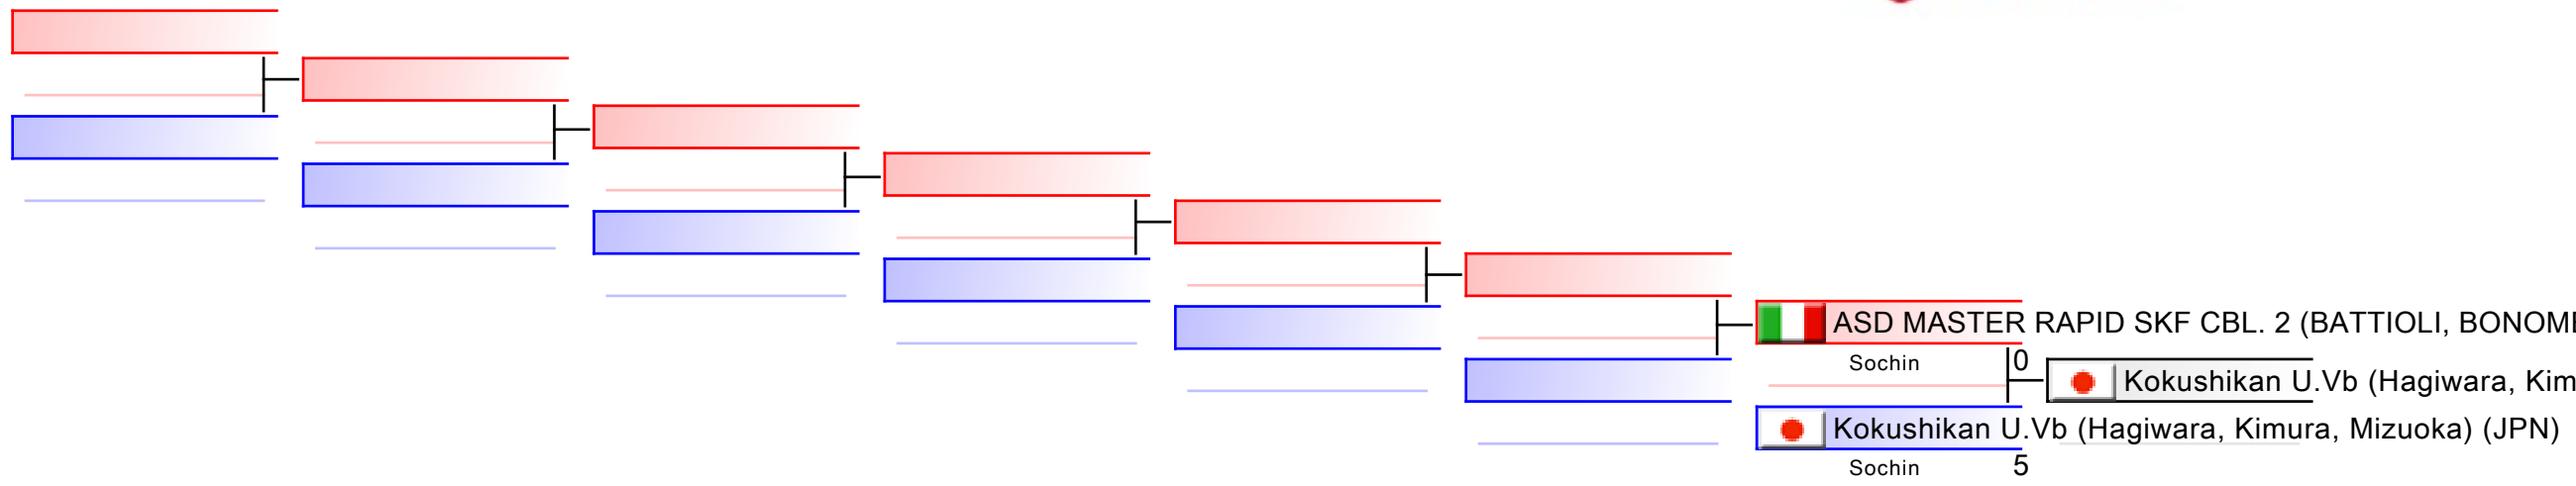 ASD MASTER RAPID SKF CBL. 2 (BATTIOLI, BONOM
Sochin
0
Kokushikan U.Vb (Hagiwara, Kim
Kokushikan U.Vb (Hagiwara, Kimura, Mizuoka) (JPN)
Sochin
5